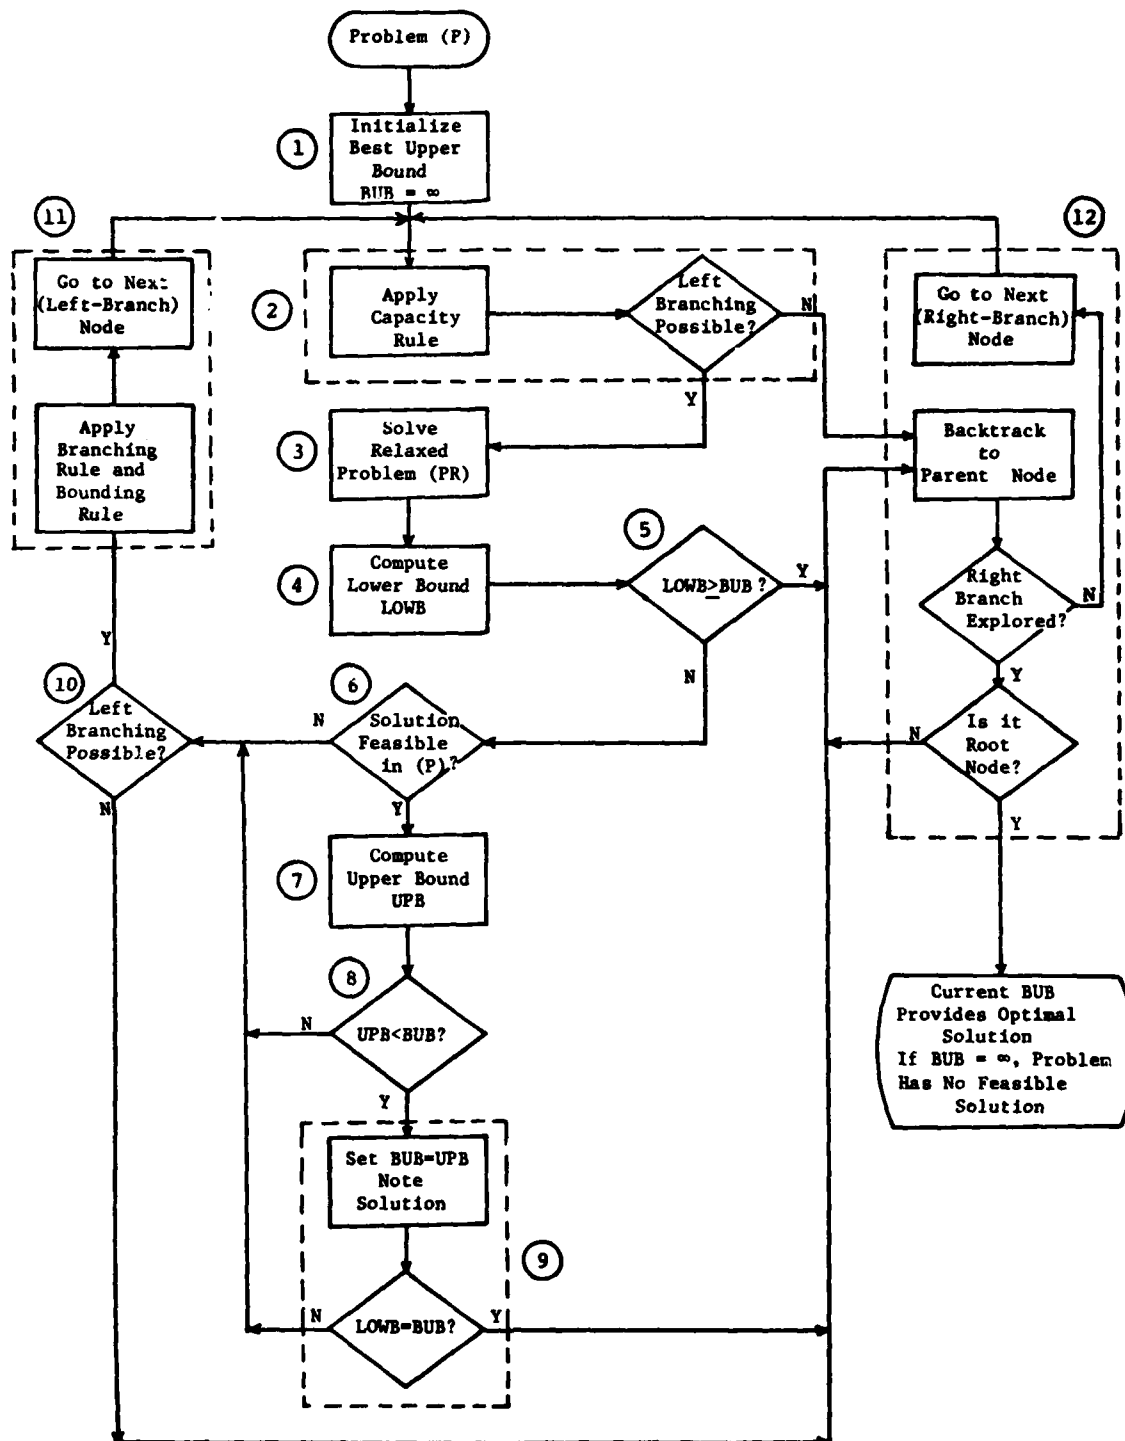 Problem (P)
1
Initialize
Best Upper
Bound
BUB = ∞
11
12
Go to Next
(Left-Branch)
Node
2
Apply
Capacity
Rule
Left
Branching
Possible?
N
Y
Go to Next
(Right-Branch)
Node
Apply
Branching
Rule and
Bounding
Rule
3
Solve
Relaxed
Problem (PR)
Backtrack
to
Parent Node
4
Compute
Lower Bound
LOWB
5
LOWB≥BUB?
Y
N
Right
Branch
Explored?
N
Y
Y
10
Left
Branching
Possible?
N
6
N
Solution
Feasible
in (P)?
Y
N
Is it
Root
Node?
Y
7
Compute
Upper Bound
UPB
8
N
UPB<BUB?
Y
Current BUB
Provides Optimal
Solution
If BUB = ∞, Problem
Has No Feasible
Solution
Set BUB=UPB
Note
Solution
9
N
LOWB=BUB?
Y